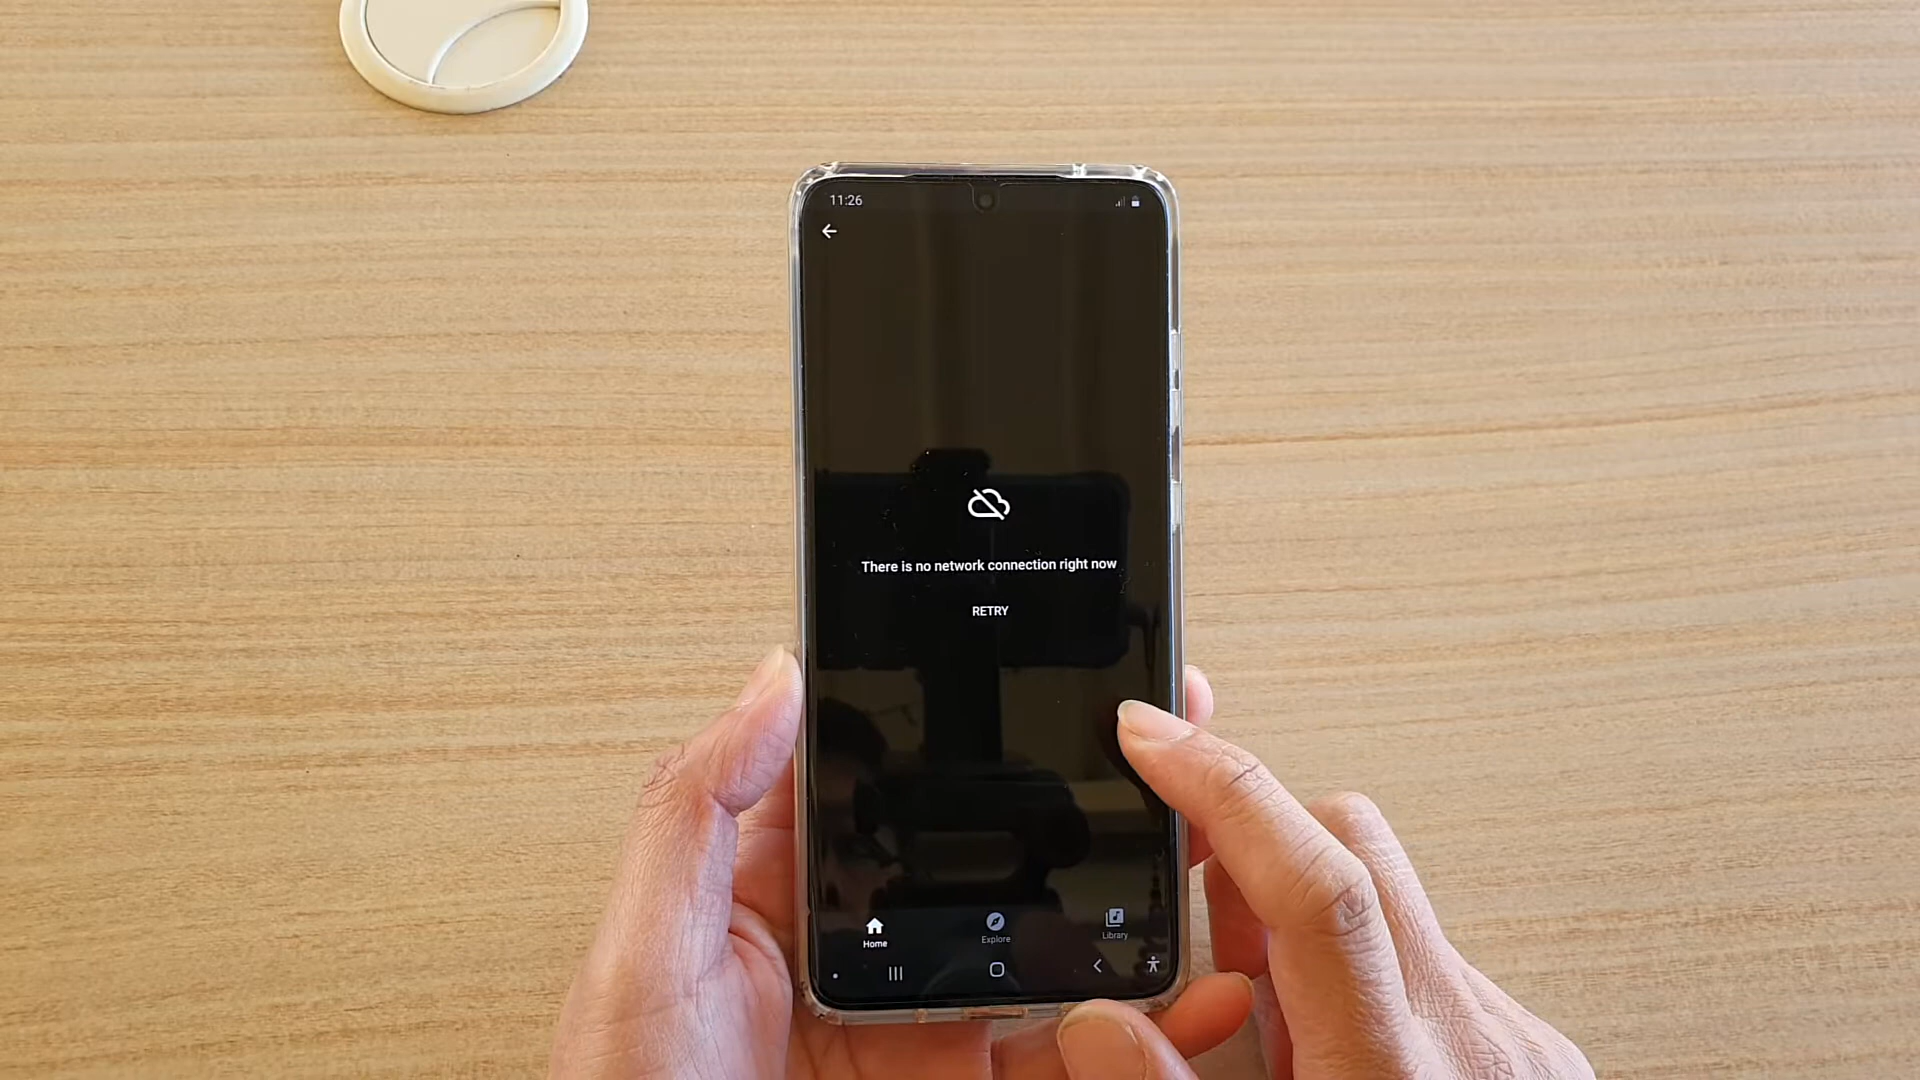 11:26
There is no network connection right now
RETRY
Home
Explore
Library